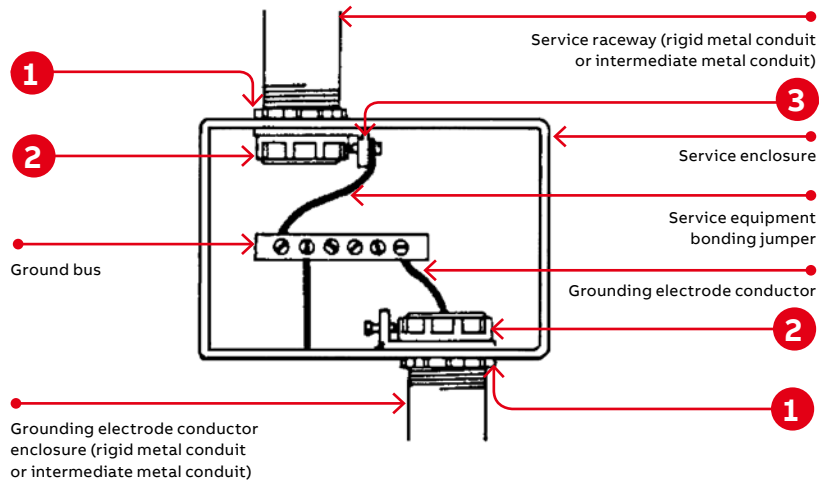 Service raceway (rigid metal conduit
or intermediate metal conduit)
1
3
2
Service enclosure
Service equipment
bonding jumper
Ground bus
Grounding electrode conductor
2
1
Grounding electrode conductor
enclosure (rigid metal conduit
or intermediate metal conduit)